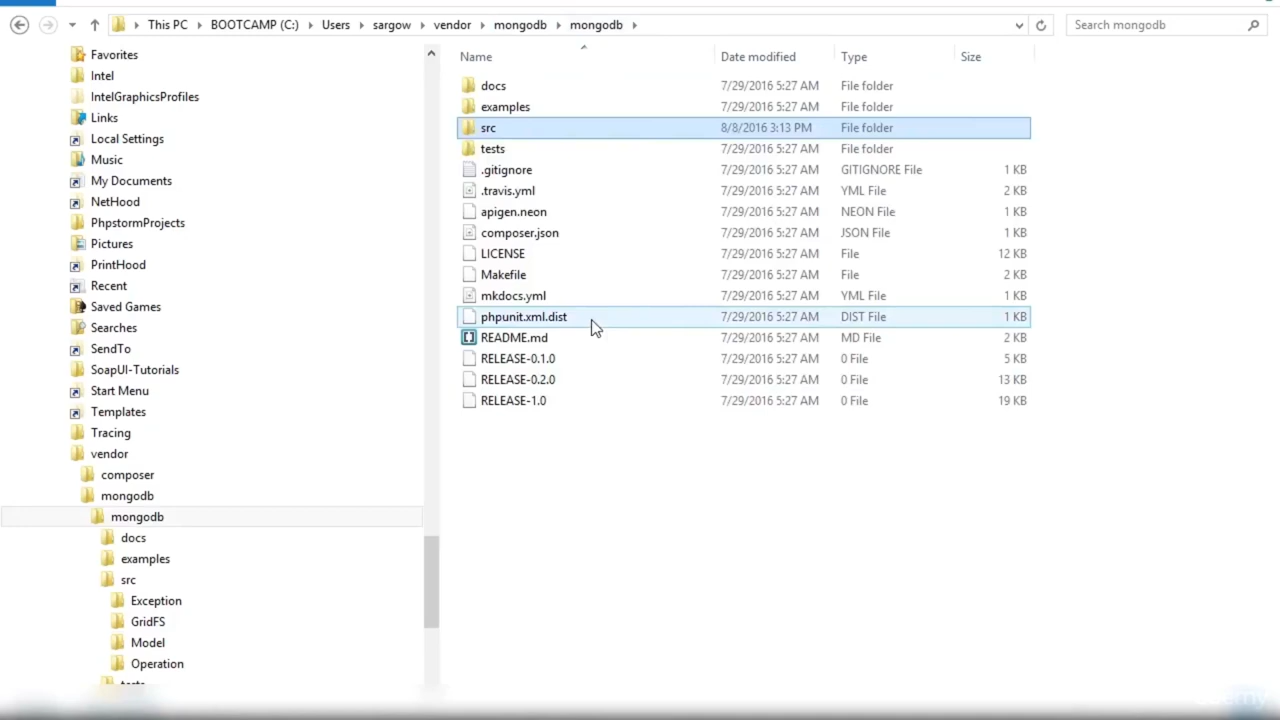 This PC BOOTCAMP (C:) Users sargow vendor mongodb mongodb
Search mongodb
Favorites
Intel
IntelGraphicsProfiles
Links
Local Settings
Music
My Documents
NetHood
PhpstormProjects
Pictures
PrintHood
Recent
Saved Games
Searches
SendTo
SoapUI-Tutorials
Start Menu
Templates
Tracing
vendor
composer
mongodb
mongodb
docs
examples
src
Exception
GridFS
Model
Operation
tests
Name Date modified Type Size
docs 7/29/2016 5:27 AM File folder
examples 7/29/2016 5:27 AM File folder
src 8/8/2016 3:13 PM File folder
tests 7/29/2016 5:27 AM File folder
.gitignore 7/29/2016 5:27 AM GITIGNORE File 1 KB
.travis.yml 7/29/2016 5:27 AM YML File 2 KB
apigen.neon 7/29/2016 5:27 AM NEON File 1 KB
composer.json 7/29/2016 5:27 AM JSON File 1 KB
LICENSE 7/29/2016 5:27 AM File 12 KB
Makefile 7/29/2016 5:27 AM File 2 KB
mkdocs.yml 7/29/2016 5:27 AM YML File 1 KB
phpunit.xml.dist 7/29/2016 5:27 AM DIST File 1 KB
README.md 7/29/2016 5:27 AM MD File 2 KB
RELEASE-0.1.0 7/29/2016 5:27 AM 0 File 5 KB
RELEASE-0.2.0 7/29/2016 5:27 AM 0 File 13 KB
RELEASE-1.0 7/29/2016 5:27 AM 0 File 19 KB